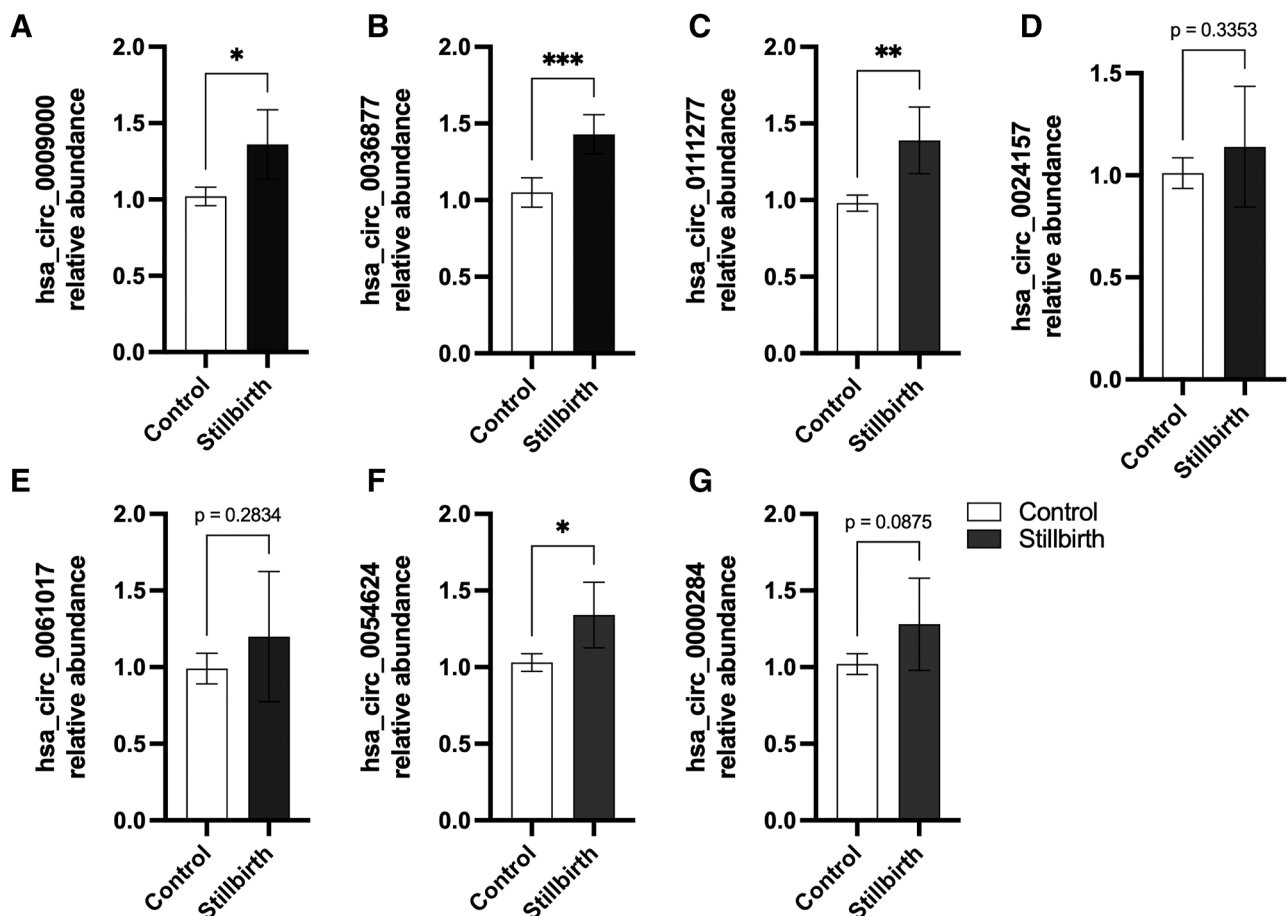 A
hsa_circ_0009000
relative abundance
2.0
1.5
1.0
0.5
0.0
*
Control
Stillbirth
B
hsa_circ_0036877
relative abundance
2.0
1.5
1.0
0.5
0.0
***
Control
Stillbirth
C
hsa_circ_0111277
relative abundance
2.0
1.5
1.0
0.5
0.0
**
Control
Stillbirth
D
hsa_circ_0024157
relative abundance
p = 0.3353
1.5
1.0
0.5
0.0
Control
Stillbirth
E
hsa_circ_0061017
relative abundance
2.0
1.5
1.0
0.5
0.0
p = 0.2834
Control
Stillbirth
F
hsa_circ_0054624
relative abundance
2.0
1.5
1.0
0.5
0.0
*
Control
Stillbirth
G
hsa_circ_0000284
relative abundance
2.0
1.5
1.0
0.5
0.0
p = 0.0875
Control
Stillbirth
Control
Stillbirth